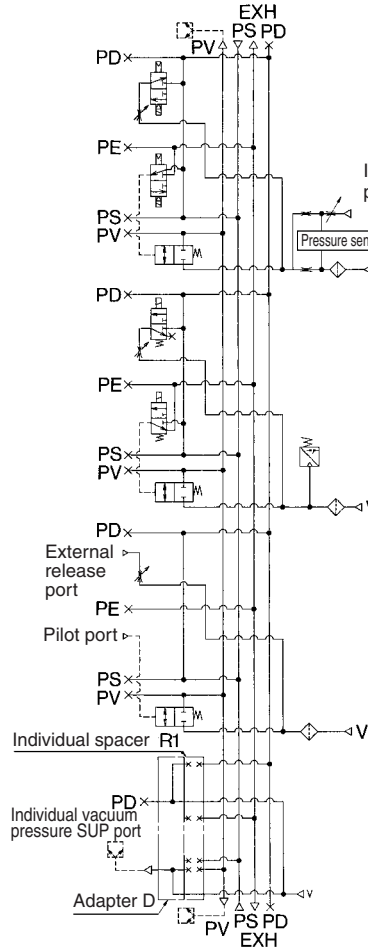 EXH
PV PS PD
PD
PE
PS
PV
I
p
Pressure sen
PD
PE
PS
PV
V
PD
External
release
port
PE
Pilot port
PS
PV
V
Individual spacer R1
PD
Individual vacuum
pressure SUP port
V
Adapter D
PV PS PD
EXH